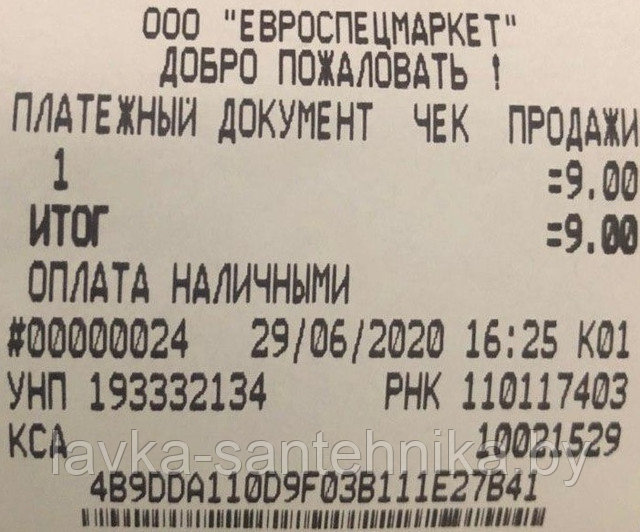 ООО "ЕВРОСПЕЦМАРКЕТ"
ДОБРО ПОЖАЛОВАТЬ !
ПЛАТЕЖНЫЙ ДОКУМЕНТ ЧЕК ПРОДАЖИ
1 =9.00
ИТОГ =9.00
ОПЛАТА НАЛИЧНЫМИ
#00000024 29/06/2020 16:25 К01
УНП 193332134 РНК 110117403
КСА 10021529
lavka-santehnika.by
4B9DDA110D9F03B111E27B41